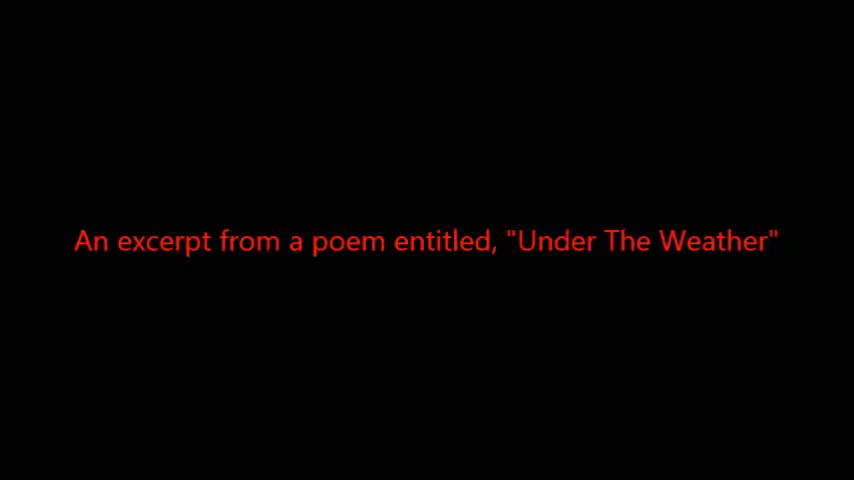 An excerpt from a poem entitled, "Under The Weather"